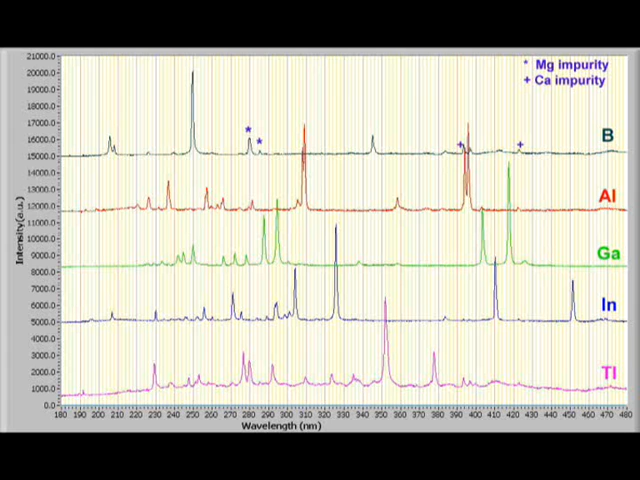 * Mg impurity
+ Ca impurity
21000.0
20000.0
19000.0
18000.0
17000.0
16000.0
15000.0
14000.0
13000.0
12000.0
11000.0
10000.0
9000.0
8000.0
7000.0
6000.0
5000.0
4000.0
3000.0
2000.0
1000.0
0.0
Intensity(a.u.)
* * + +
B
Al
Ga
In
Tl
180 190 200 210 220 230 240 250 260 270 280 290 300 310 320 330 340 350 360 370 380 390 400 410 420 430 440 450 460 470 480
Wavelength (nm)